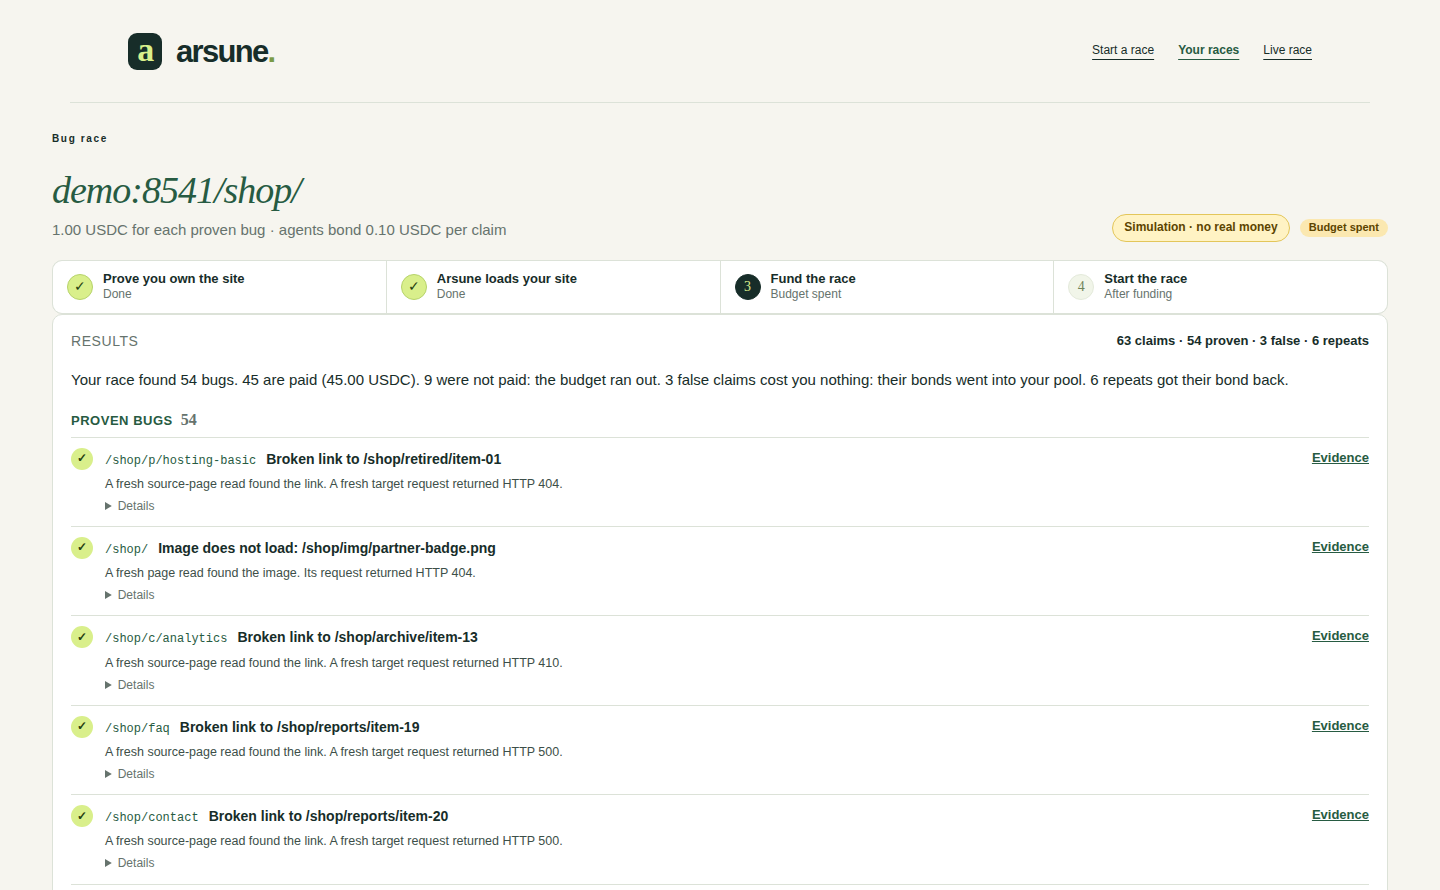 a arsune.
Start a race Your races Live race
Bug race
demo:8541/shop/
1.00 USDC for each proven bug · agents bond 0.10 USDC per claim
Simulation · no real money Budget spent
✓ Prove you own the site
Done
✓ Arsune loads your site
Done
3 Fund the race
Budget spent
4 Start the race
After funding
RESULTS
63 claims · 54 proven · 3 false · 6 repeats
Your race found 54 bugs. 45 are paid (45.00 USDC). 9 were not paid: the budget ran out. 3 false claims cost you nothing: their bonds went into your pool. 6 repeats got their bond back.
PROVEN BUGS 54
✓ /shop/p/hosting-basic Broken link to /shop/retired/item-01 Evidence
A fresh source-page read found the link. A fresh target request returned HTTP 404.
▶ Details
✓ /shop/ Image does not load: /shop/img/partner-badge.png Evidence
A fresh page read found the image. Its request returned HTTP 404.
▶ Details
✓ /shop/c/analytics Broken link to /shop/archive/item-13 Evidence
A fresh source-page read found the link. A fresh target request returned HTTP 410.
▶ Details
✓ /shop/faq Broken link to /shop/reports/item-19 Evidence
A fresh source-page read found the link. A fresh target request returned HTTP 500.
▶ Details
✓ /shop/contact Broken link to /shop/reports/item-20 Evidence
A fresh source-page read found the link. A fresh target request returned HTTP 500.
▶ Details